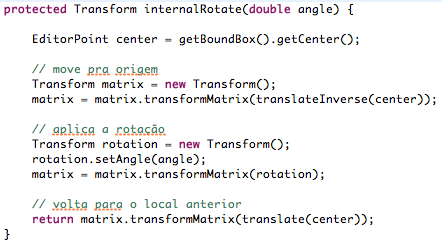 protected Transform internalRotate(double angle) {
EditorPoint center = getBoundBox().getCenter();
// move pra origem
Transform matrix = new Transform();
matrix = matrix.transformMatrix(translateInverse(center));
// aplica a rotação
Transform rotation = new Transform();
rotation.setAngle(angle);
matrix = matrix.transformMatrix(rotation);
// volta para o local anterior
return matrix.transformMatrix(translate(center));
}